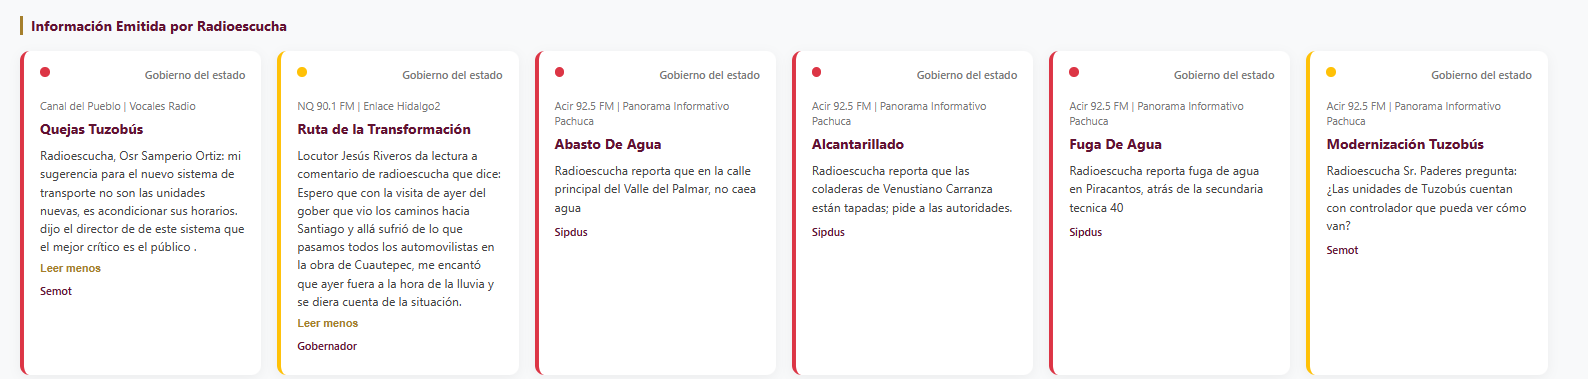 Información Emitida por Radioescucha
Gobierno del estado
Canal del Pueblo | Vocales Radio
Quejas Tuzobús
Radioescucha, Osr Samperio Ortiz: mi
sugerencia para el nuevo sistema de
transporte no son las unidades
nuevas, es acondicionar sus horarios.
dijo el director de de este sistema que
el mejor crítico es el público .
Leer menos
Semot
Gobierno del estado
NQ 90.1 FM | Enlace Hidalgo2
Ruta de la Transformación
Locutor Jesús Riveros da lectura a
comentario de radioescucha que dice:
Espero que con la visita de ayer del
gober que vio los caminos hacia
Santiago y allá sufrió de lo que
pasamos todos los automovilistas en
la obra de Cuautepec, me encantó
que ayer fuera a la hora de la lluvia y
se diera cuenta de la situación.
Leer menos
Gobernador
Gobierno del estado
Acir 92.5 FM | Panorama Informativo
Pachuca
Abasto De Agua
Radioescucha reporta que en la calle
principal del Valle del Palmar, no caea
agua
Sipdus
Gobierno del estado
Acir 92.5 FM | Panorama Informativo
Pachuca
Alcantarillado
Radioescucha reporta que las
coladeras de Venustiano Carranza
están tapadas; pide a las autoridades.
Sipdus
Gobierno del estado
Acir 92.5 FM | Panorama Informativo
Pachuca
Fuga De Agua
Radioescucha reporta fuga de agua
en Piracantos, atrás de la secundaria
tecnica 40
Sipdus
Gobierno del estado
Acir 92.5 FM | Panorama Informativo
Pachuca
Modernización Tuzobús
Radioescucha Sr. Paderes pregunta:
¿Las unidades de Tuzobús cuentan
con controlador que pueda ver cómo
van?
Semot